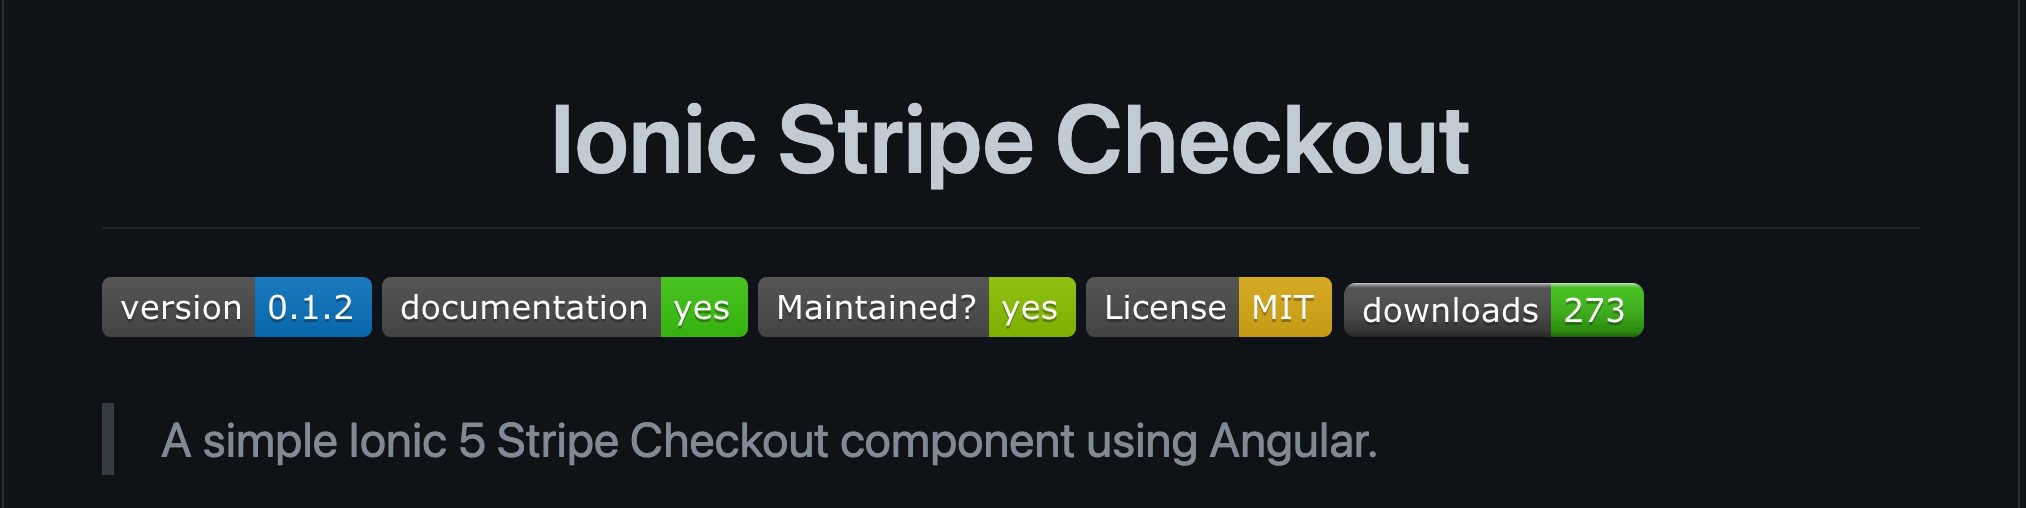 Ionic Stripe Checkout
version 0.1.2 documentation yes Maintained? yes License MIT downloads 273
A simple Ionic 5 Stripe Checkout component using Angular.